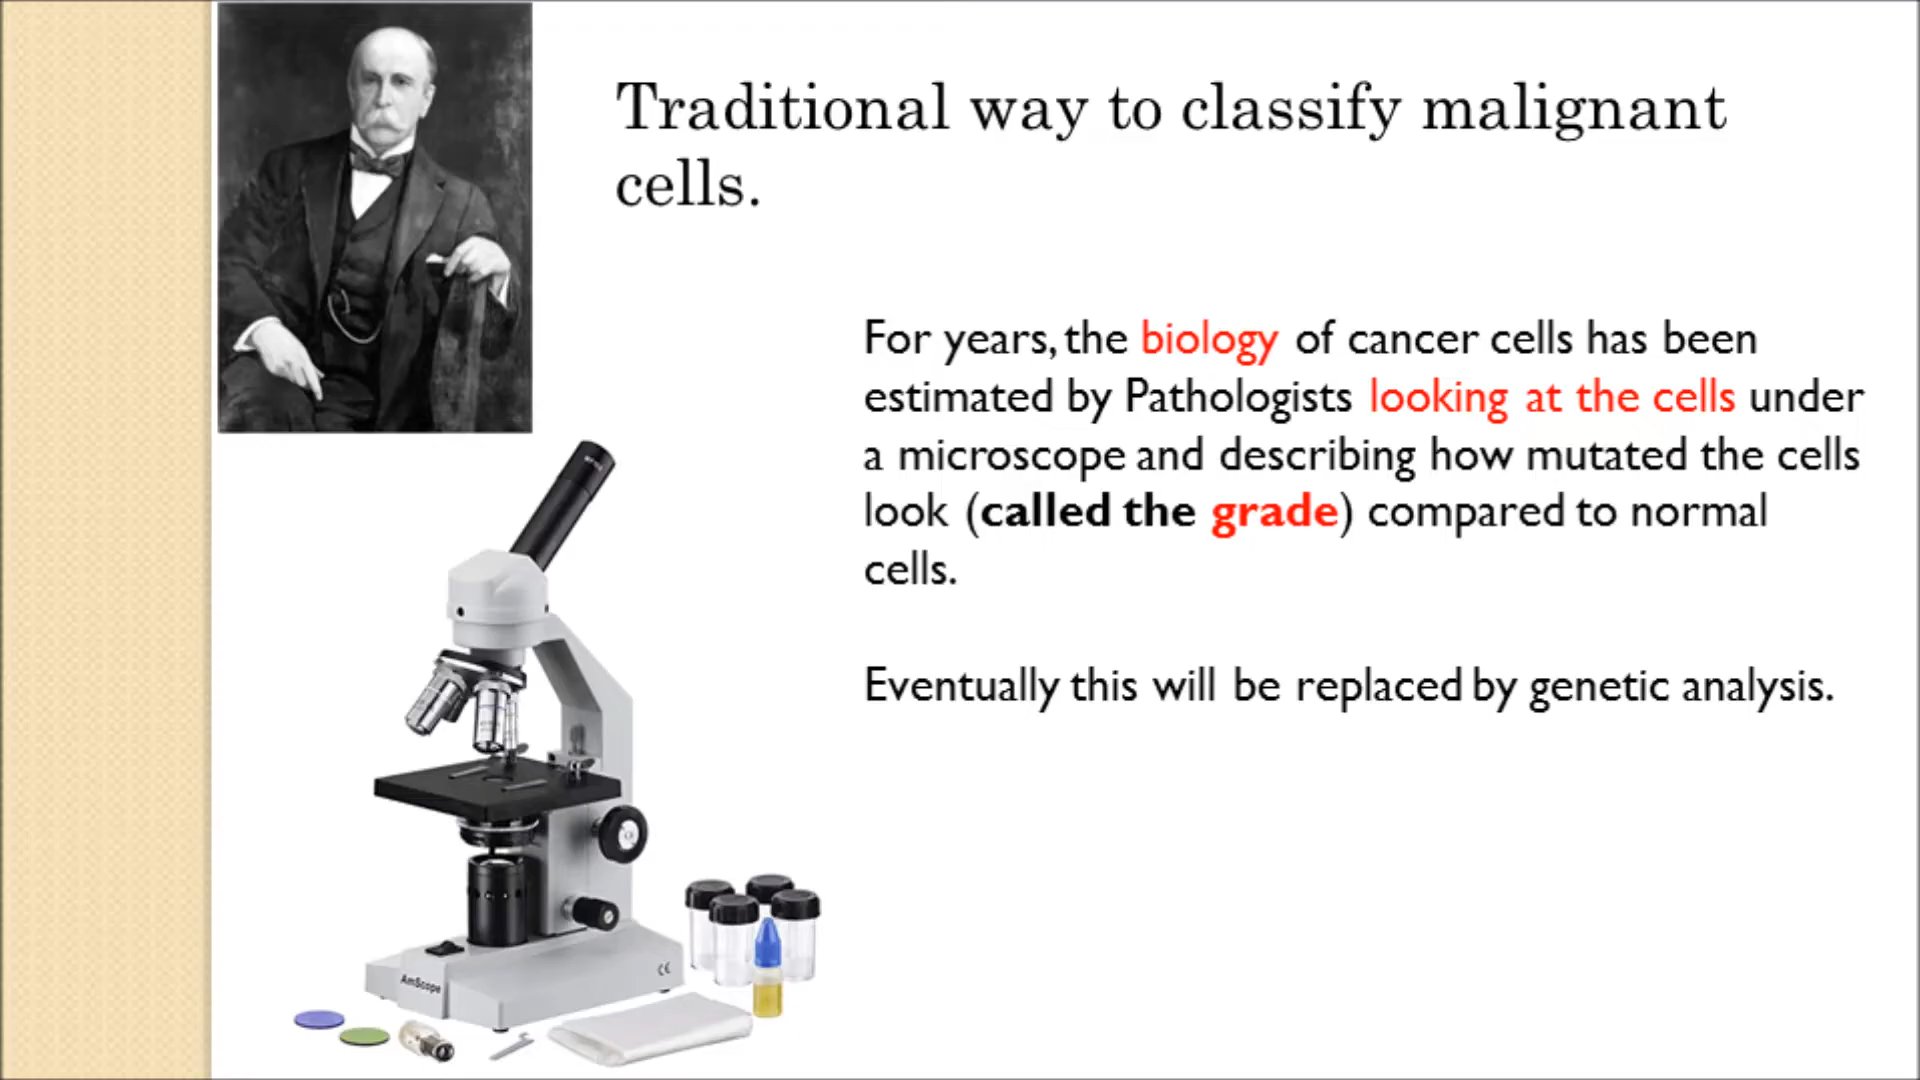 Traditional way to classify malignant
cells.
For years, the biology of cancer cells has been
estimated by Pathologists looking at the cells under
a microscope and describing how mutated the cells
look (called the grade) compared to normal
cells.
Eventually this will be replaced by genetic analysis.
AmScope
CE